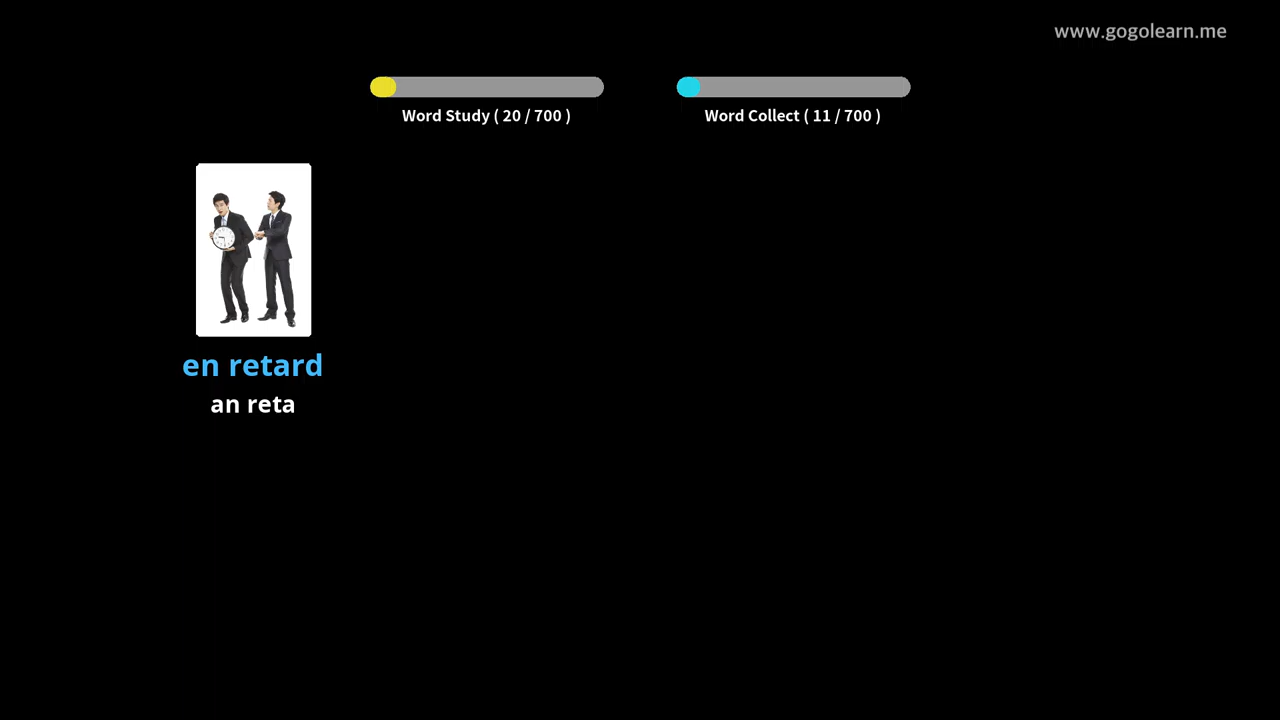 www.gogolearn.me
Word Study ( 20 / 700 )
Word Collect ( 11 / 700 )
en retard
an reta